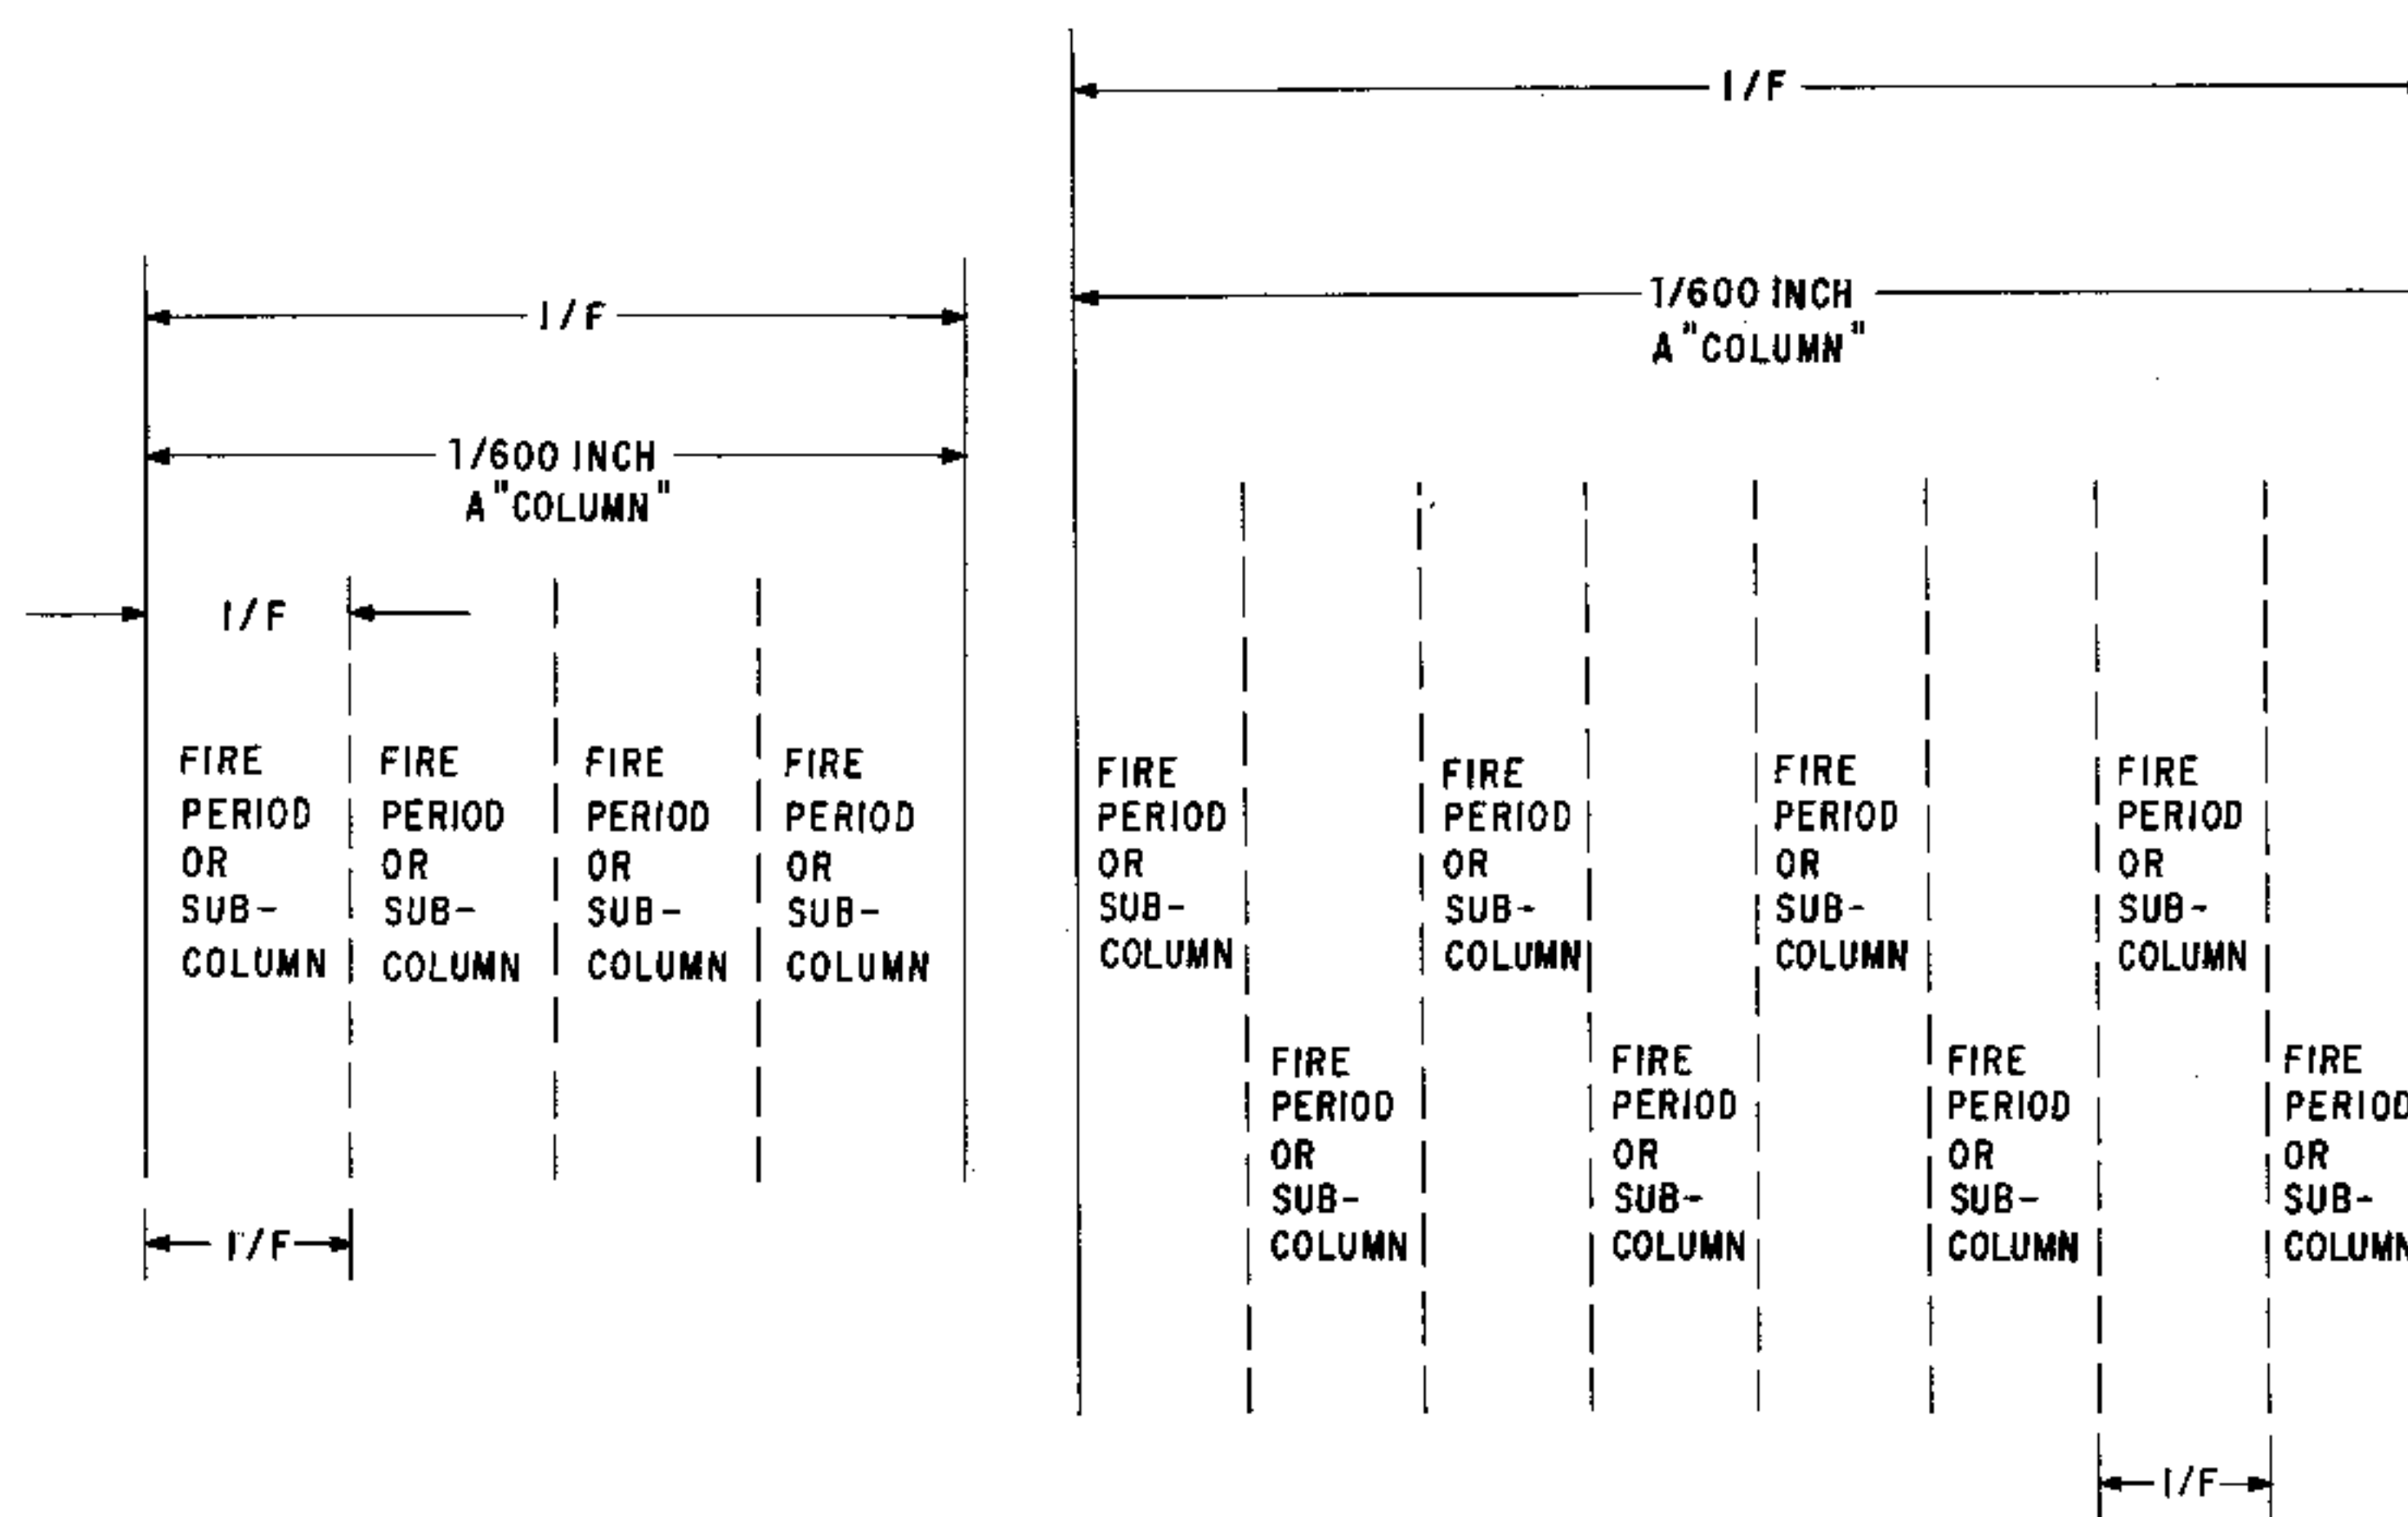 1/F
1/600 INCH
A "COLUMN"
1/F
FIRE
PERIOD
OR
SUB-
COLUMN
FIRE
PERIOD
OR
SUB-
COLUMN
FIRE
PERIOD
OR
SUB-
COLUMN
FIRE
PERIOD
OR
SUB-
COLUMN
1/F
1/F
1/600 INCH
A "COLUMN"
FIRE
PERIOD
OR
SUB-
COLUMN
FIRE
PERIOD
OR
SUB-
COLUMN
FIRE
PERIOD
OR
SUB-
COLUMN
FIRE
PERIOD
OR
SUB-
COLUMN
FIRE
PERIOD
OR
SUB-
COLUMN
FIRE
PERIOD
OR
SUB-
COLUMN
FIRE
PERIOD
OR
SUB-
COLUMN
FIRE
PERIOD
OR
SUB-
COLUMN
1/F